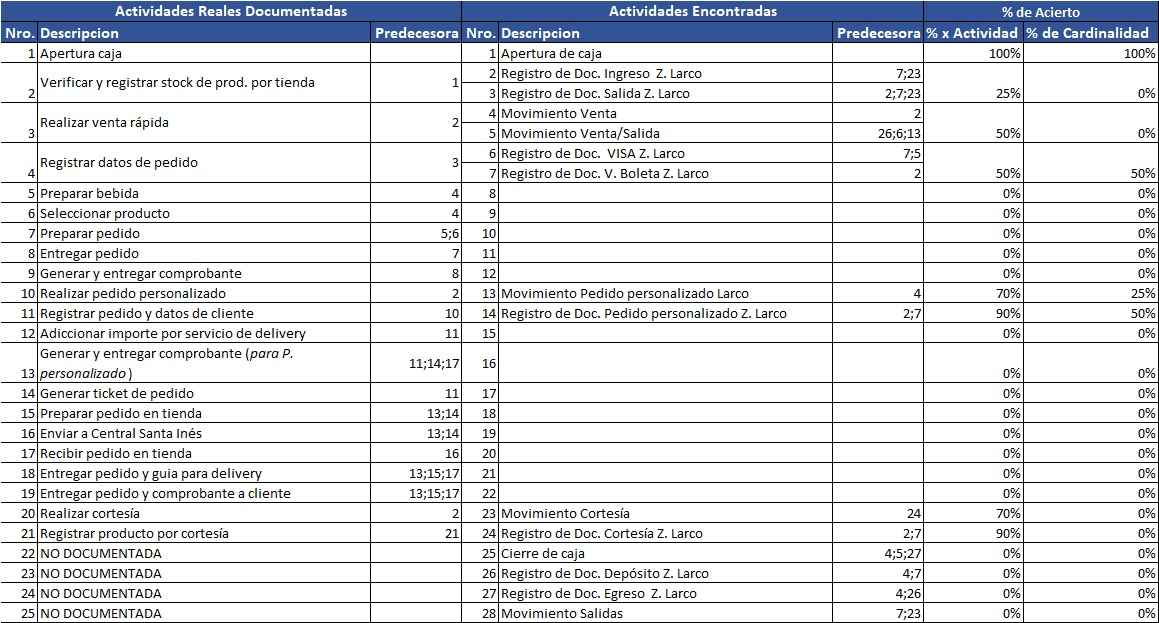 Actividades Reales Documentadas Actividades Encontradas % de Acierto
Nro. Descripcion Predecesora Nro. Descripcion Predecesora % x Actividad % de Cardinalidad
1 Apertura caja 1 Apertura de caja 100% 100%
2 Verificar y registrar stock de prod. por tienda 1 2 Registro de Doc. Ingreso Z. Larco 7;23
3 Registro de Doc. Salida Z. Larco 2;7;23 25% 0%
3 Realizar venta rápida 2 4 Movimiento Venta 2
5 Movimiento Venta/Salida 26;6;13 50% 0%
4 Registrar datos de pedido 3 6 Registro de Doc. VISA Z. Larco 7;5
7 Registro de Doc. V. Boleta Z. Larco 2 50% 50%
5 Preparar bebida 4 8 0% 0%
6 Seleccionar producto 4 9 0% 0%
7 Preparar pedido 5;6 10 0% 0%
8 Entregar pedido 7 11 0% 0%
9 Generar y entregar comprobante 8 12 0% 0%
10 Realizar pedido personalizado 2 13 Movimiento Pedido personalizado Larco 4 70% 25%
11 Registrar pedido y datos de cliente 10 14 Registro de Doc. Pedido personalizado Z. Larco 2;7 90% 50%
12 Adiccionar importe por servicio de delivery 11 15 0% 0%
Generar y entregar comprobante (para P.
13 personalizado) 11;14;17 16 0% 0%
14 Generar ticket de pedido 11 17 0% 0%
15 Preparar pedido en tienda 13;14 18 0% 0%
16 Enviar a Central Santa Inés 13;14 19 0% 0%
17 Recibir pedido en tienda 16 20 0% 0%
18 Entregar pedido y guia para delivery 13;15;17 21 0% 0%
19 Entregar pedido y comprobante a cliente 13;15;17 22 0% 0%
20 Realizar cortesía 2 23 Movimiento Cortesía 24 70% 0%
21 Registrar producto por cortesía 21 24 Registro de Doc. Cortesía Z. Larco 2;7 90% 0%
22 NO DOCUMENTADA 25 Cierre de caja 4;5;27 0% 0%
23 NO DOCUMENTADA 26 Registro de Doc. Depósito Z. Larco 4;7 0% 0%
24 NO DOCUMENTADA 27 Registro de Doc. Egreso Z. Larco 4;26 0% 0%
25 NO DOCUMENTADA 28 Movimiento Salidas 7;23 0% 0%